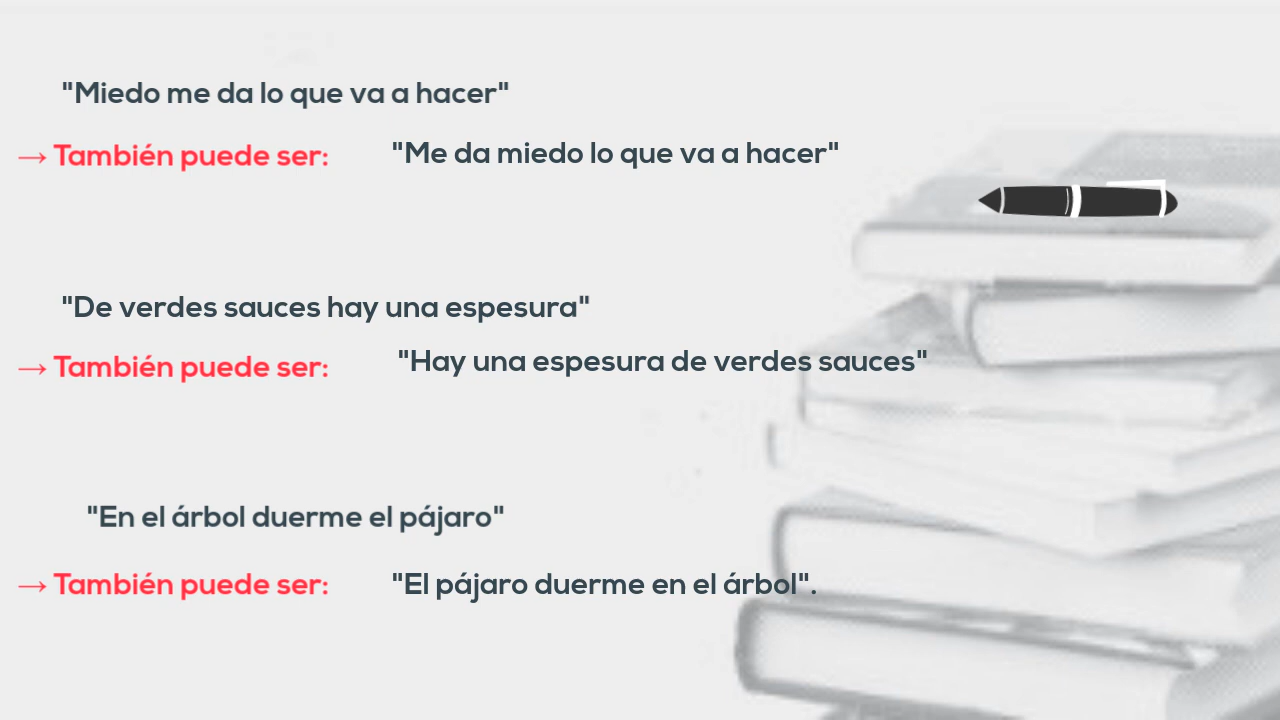 "Miedo me da lo que va a hacer"
→ También puede ser: "Me da miedo lo que va a hacer"
"De verdes sauces hay una espesura"
→ También puede ser: "Hay una espesura de verdes sauces"
"En el árbol duerme el pájaro"
→ También puede ser: "El pájaro duerme en el árbol".